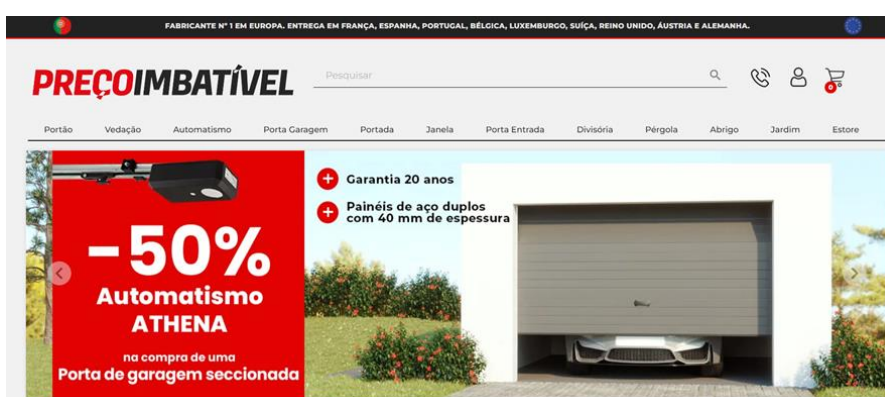 FABRICANTE Nº 1 EM EUROPA. ENTREGA EM FRANÇA, ESPANHA, PORTUGAL, BÉLGICA, LUXEMBURGO, SUÍÇA, REINO UNIDO, ÁUSTRIA E ALEMANHA.
PREÇOIMBATÍVEL
Pesquisar
0
Portão Vedação Automatismo Porta Garagem Portada Janela Porta Entrada Divisória Pérgola Abrigo Jardim Estore
Garantia 20 anos
Painéis de aço duplos
com 40 mm de espessura
-50%
Automatismo
ATHENA
na compra de uma
Porta de garagem seccionada